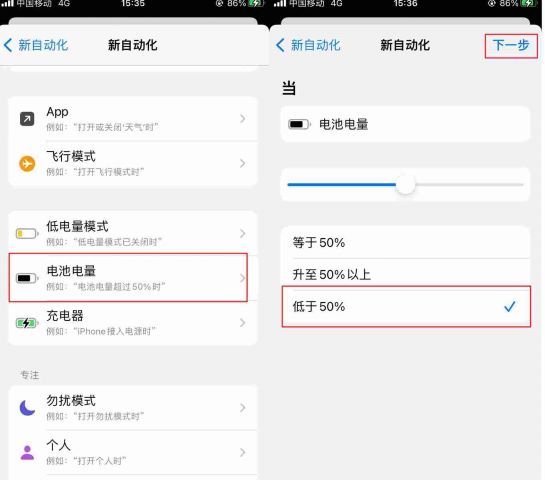 中国移动 4G 15:35 86%
新自动化 新自动化
App
例如:“打开或关闭‘天气’时”
飞行模式
例如:“打开飞行模式时”
低电量模式
例如:“低电量模式已关闭时”
电池电量
例如:“电池电量超过50%时”
充电器
例如:“iPhone接入电源时”
专注
勿扰模式
例如:“打开勿扰模式时”
个人
例如:“打开个人时”
中国移动 4G 15:36 86%
新自动化 新自动化 下一步
当
电池电量
等于50%
升至50%以上
低于50%